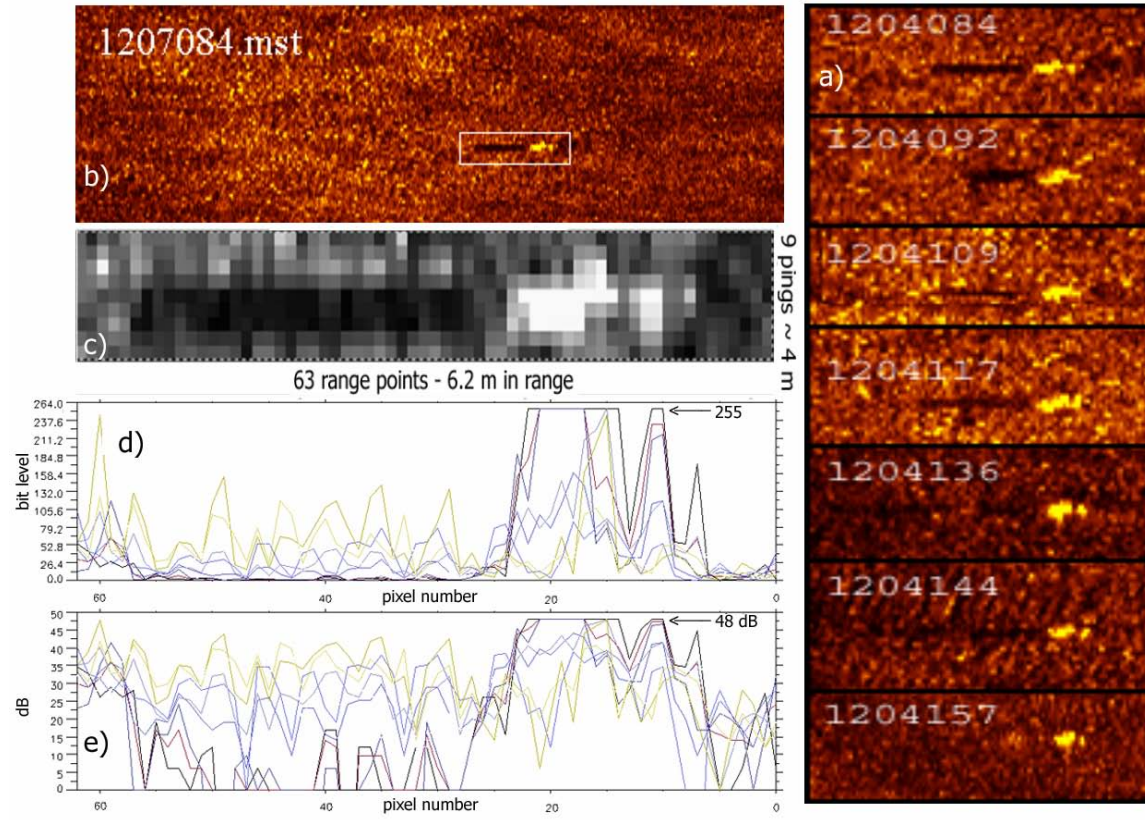 1207084.mst
b)
c)
9 pings ~ 4 m
63 range points - 6.2 m in range
264.0
237.6
211.2
184.8
158.4
132.0
105.6
79.2
52.8
26.4
0.0
bit level
d)
255
60
40
20
0
pixel number
50
45
40
35
30
25
20
15
10
5
0
dB
e)
48 dB
60
40
20
0
pixel number
1204084
a)
1204092
1204109
1204117
1204136
1204144
1204157